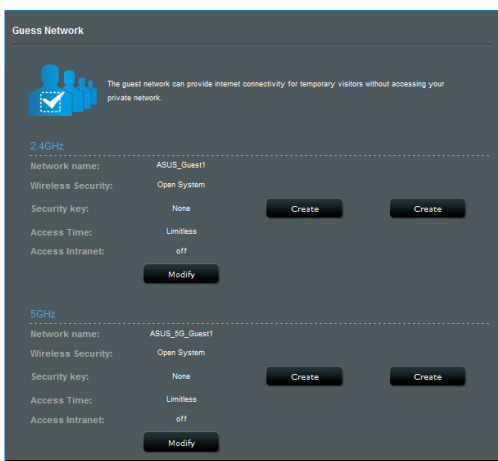 Guess Network
The guest network can provide internet connectivity for temporary visitors without accessing your
private network.
2.4GHz
Network name: ASUS_Guest1
Wireless Security: Open System
Security key: None Create Create
Access Time: Limitless
Access Intranet: off
Modify
5GHz
Network name: ASUS_5G_Guest1
Wireless Security: Open System
Security key: None Create Create
Access Time: Limitless
Access Intranet: off
Modify